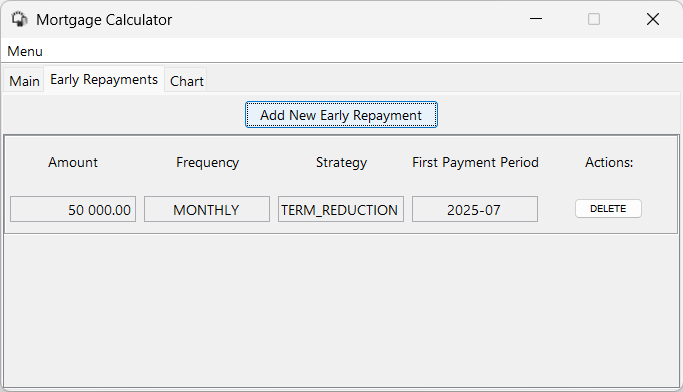 Mortgage Calculator
Menu
Main Early Repayments Chart
Add New Early Repayment
Amount Frequency Strategy First Payment Period Actions:
50 000.00 MONTHLY TERM_REDUCTION 2025-07 DELETE